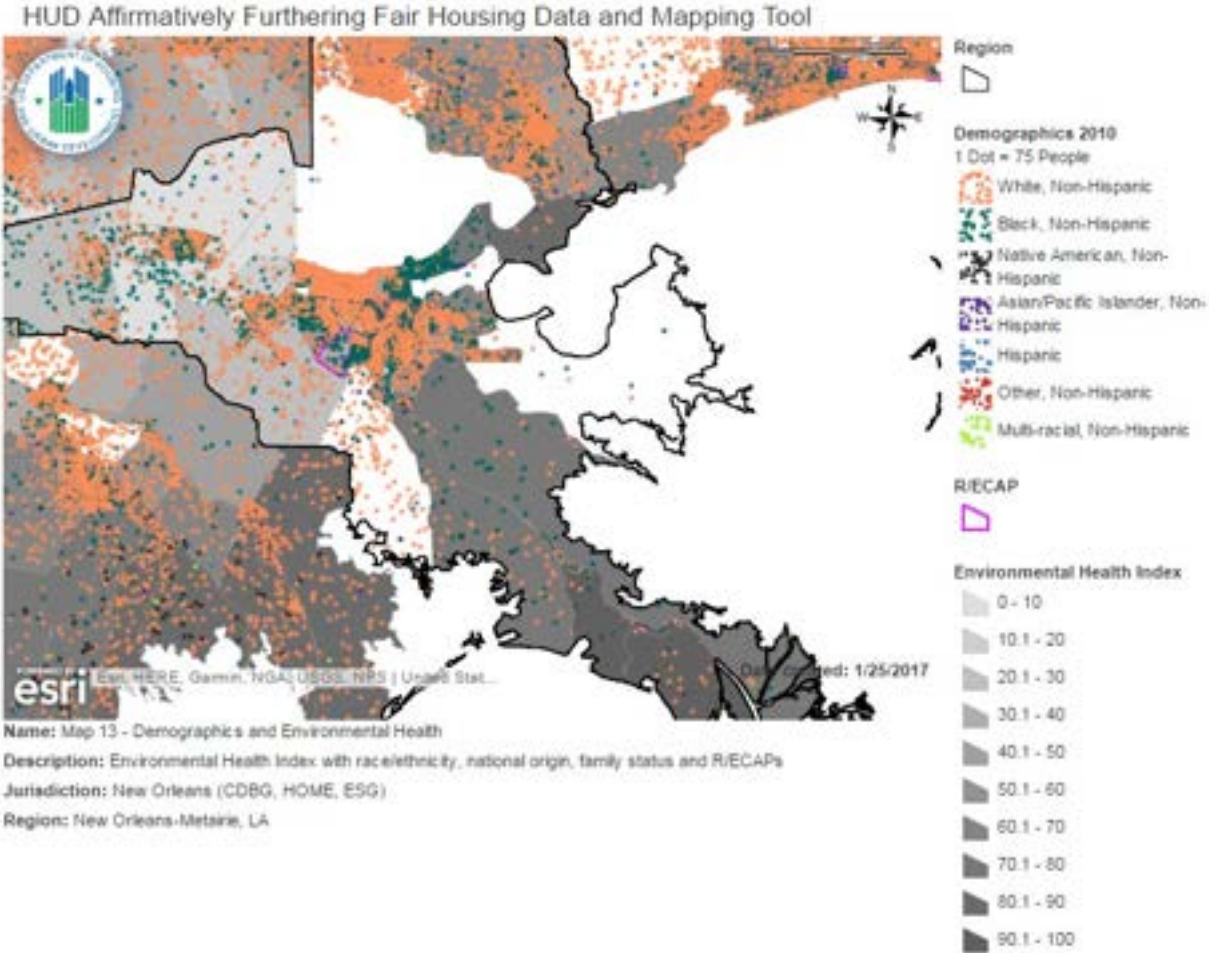 HUD Affirmatively Furthering Fair Housing Data and Mapping Tool
N
W
E
S
Region
Demographics 2010
1 Dot = 75 People
White, Non-Hispanic
Black, Non-Hispanic
Native American, Non-
Hispanic
Asian/Pacific Islander, Non-
Hispanic
Hispanic
Other, Non-Hispanic
Multi-racial, Non-Hispanic
R/ECAP
Environmental Health Index
0 - 10
10.1 - 20
20.1 - 30
30.1 - 40
40.1 - 50
50.1 - 60
60.1 - 70
70.1 - 80
80.1 - 90
90.1 - 100
1/25/2017
esri
Esri, HERE, Garmin, NGA, USGS, NPS | United Stat...
Name: Map 13 - Demographics and Environmental Health
Description: Environmental Health Index with race/ethnicity, national origin, family status and R/ECAPs
Jurisdiction: New Orleans (CDBG, HOME, ESG)
Region: New Orleans-Metairie, LA